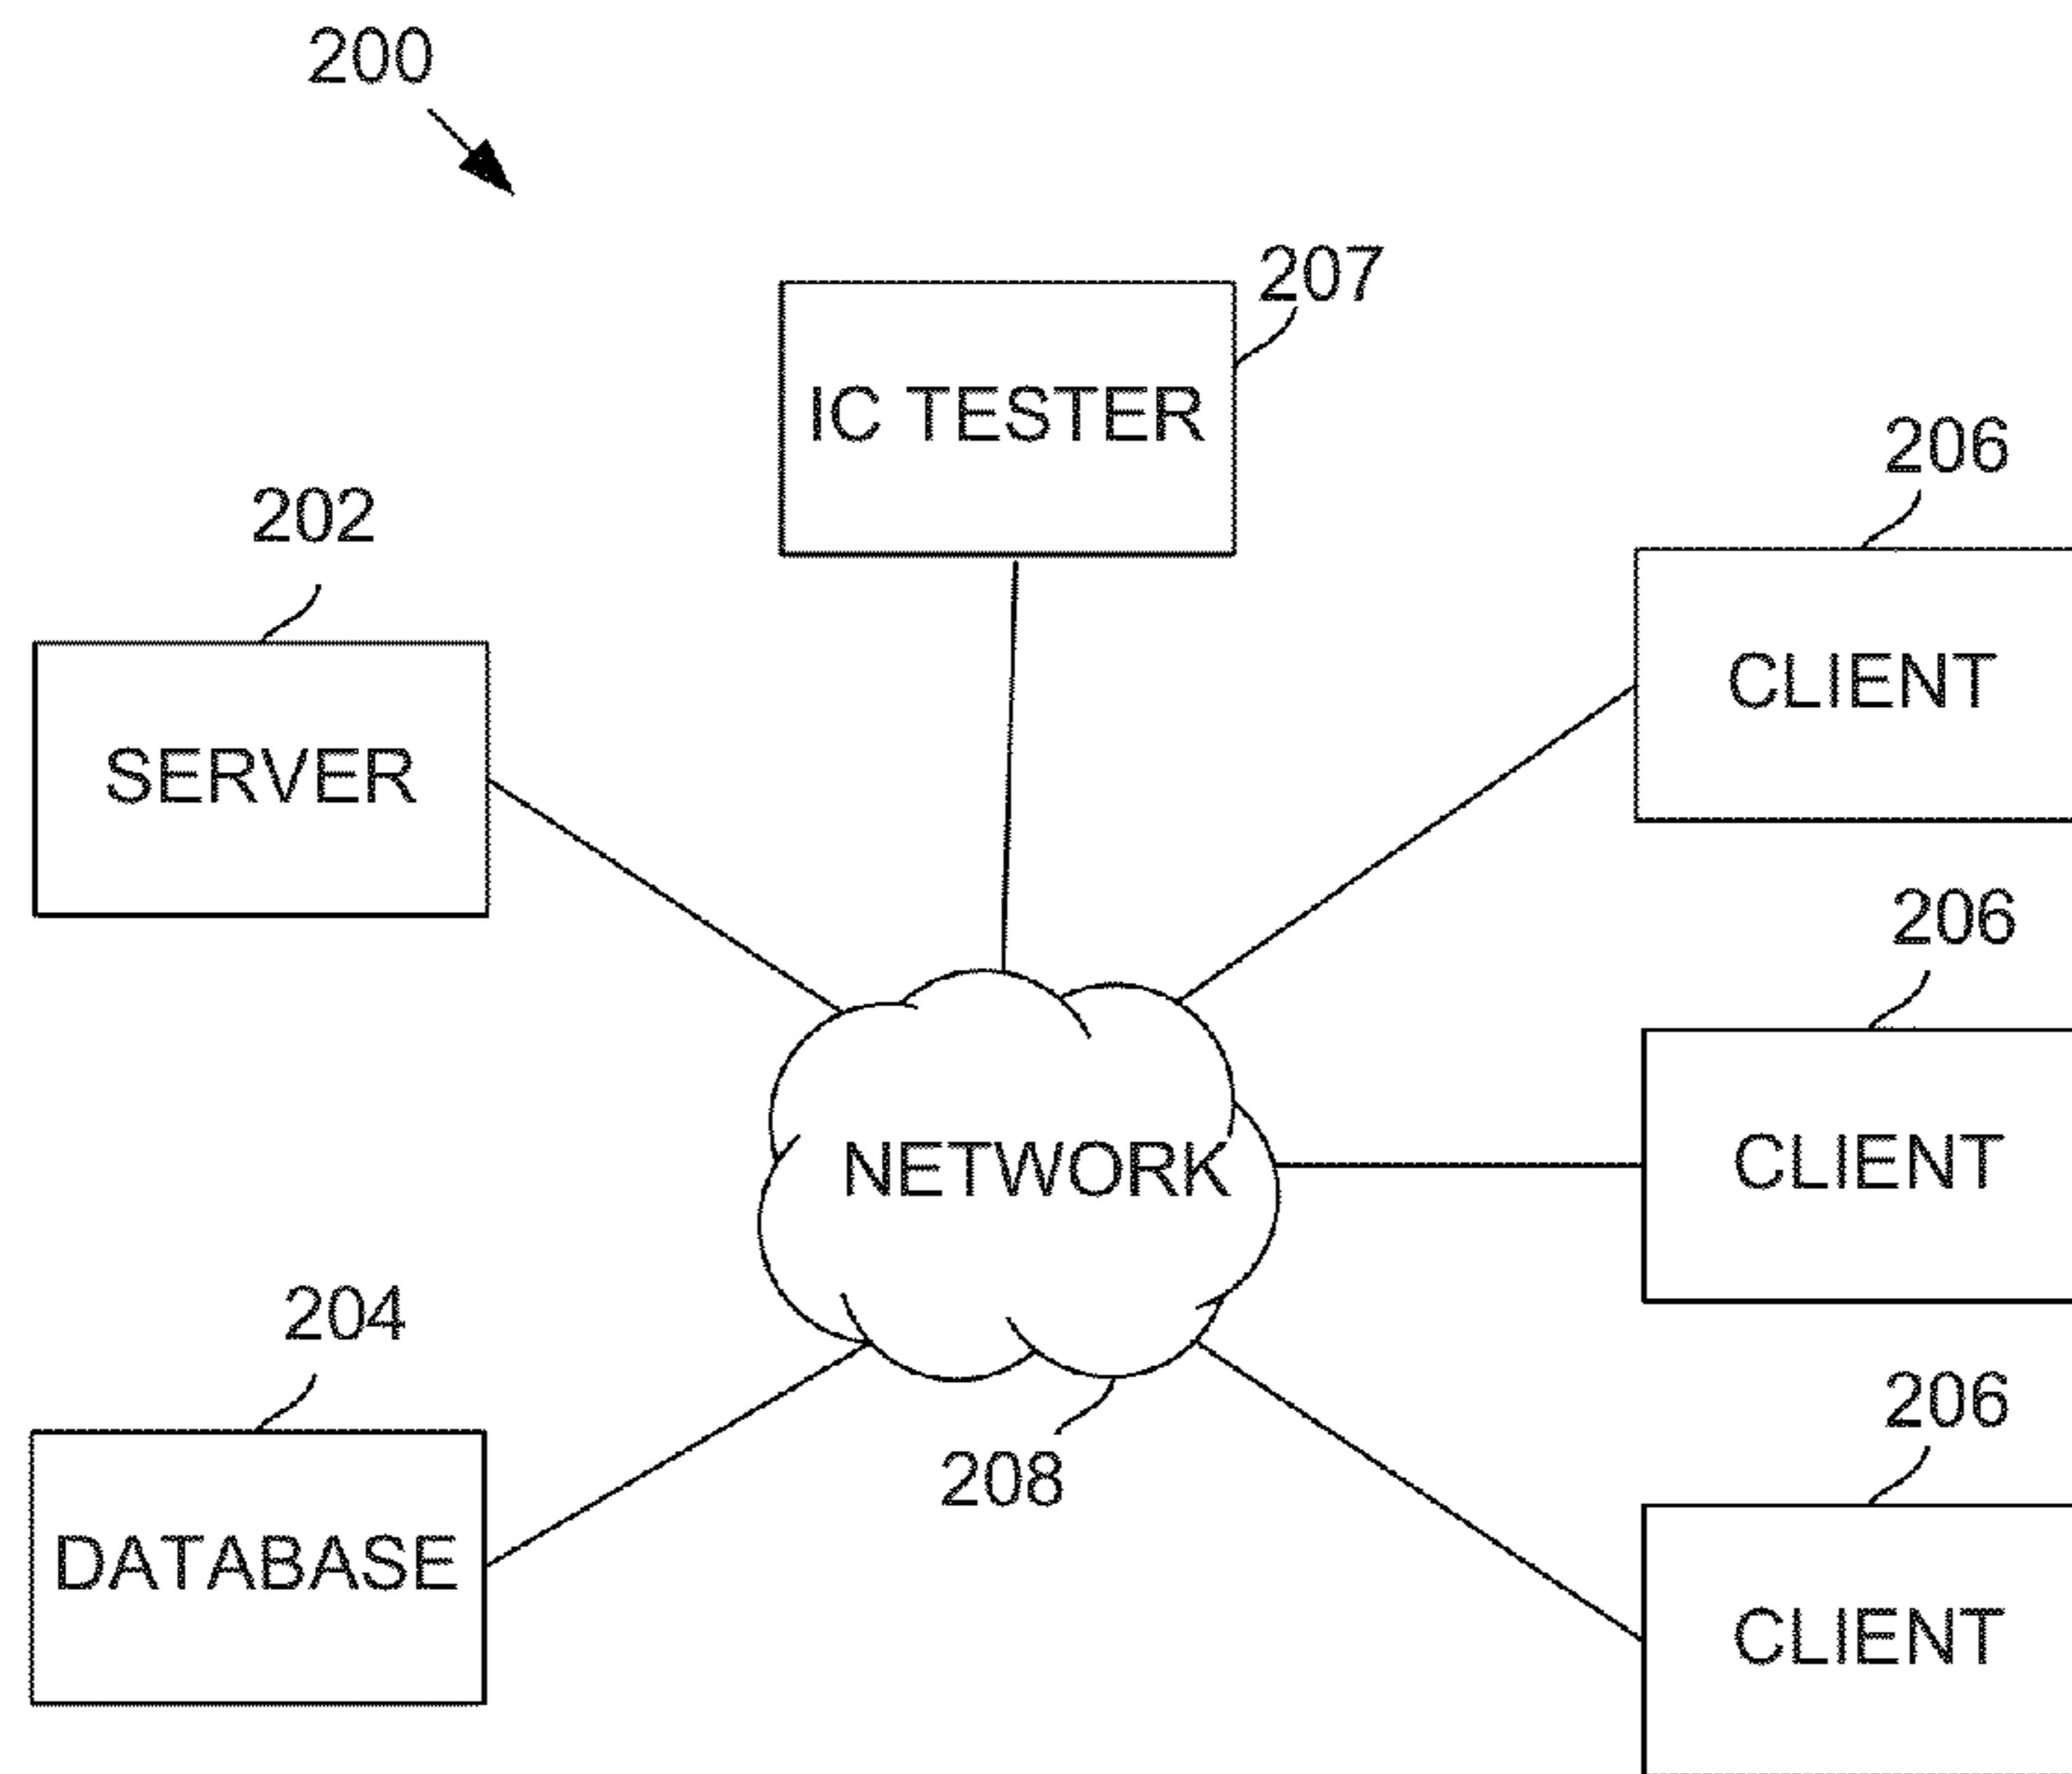 200
207
IC TESTER
206
202
CLIENT
SERVER
206
NETWORK
CLIENT
204
206
208
DATABASE
CLIENT